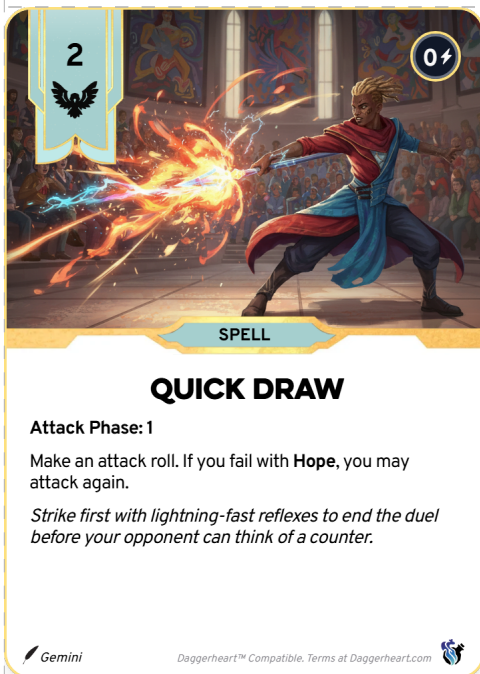 2
0
SPELL
QUICK DRAW
Attack Phase: 1
Make an attack roll. If you fail with Hope, you may
attack again.
Strike first with lightning-fast reflexes to end the duel
before your opponent can think of a counter.
Gemini
Daggerheart™ Compatible. Terms at Daggerheart.com